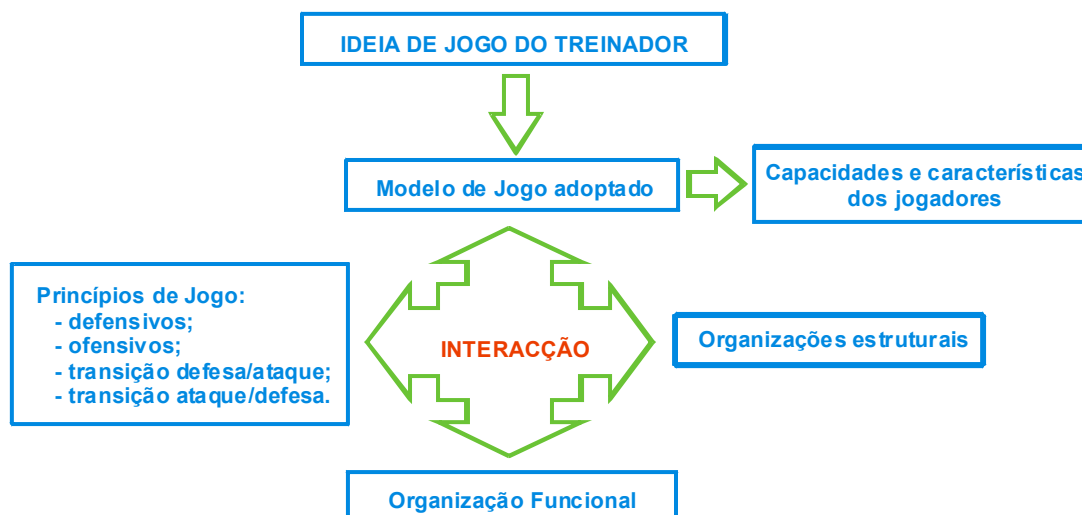 IDEIA DE JOGO DO TREINADOR
Modelo de Jogo adoptado
Capacidades e características
dos jogadores
Princípios de Jogo:
- defensivos;
- ofensivos;
- transição defesa/ataque;
- transição ataque/defesa.
INTERACÇÃO
Organizações estruturais
Organização Funcional